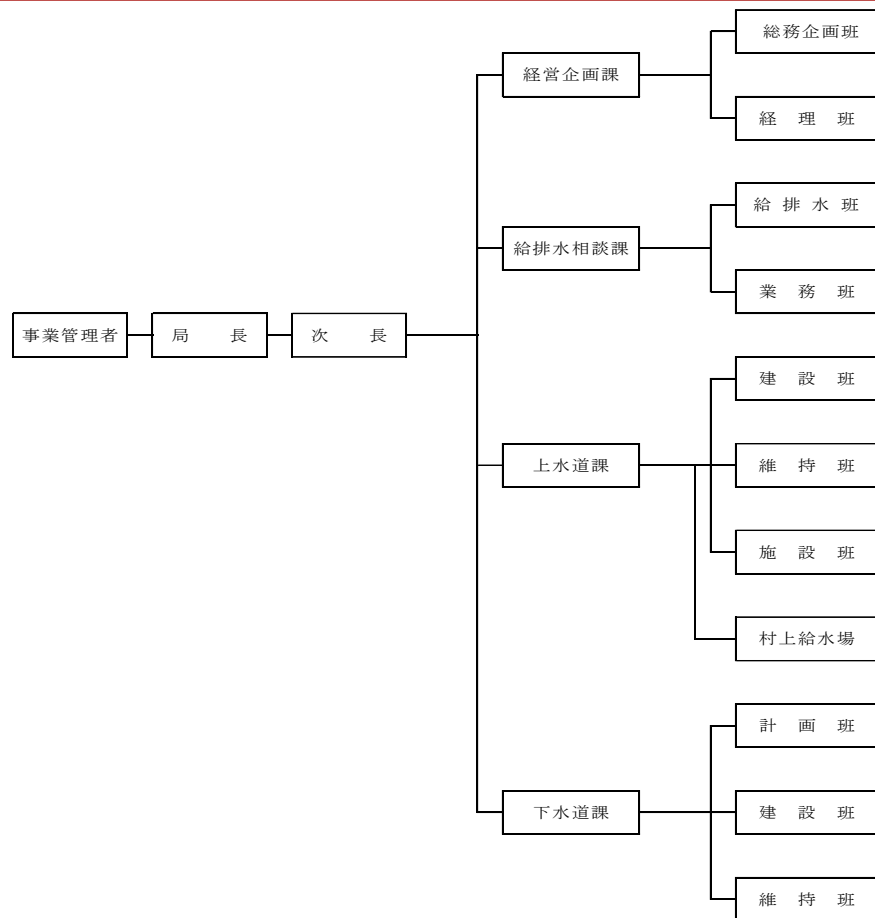 事業管理者
局　長
次　長
経営企画課
総務企画班
経　理　班
給排水相談課
給 排 水 班
業　務　班
上水道課
建　設　班
維　持　班
施　設　班
村上給水場
下水道課
計　画　班
建　設　班
維　持　班